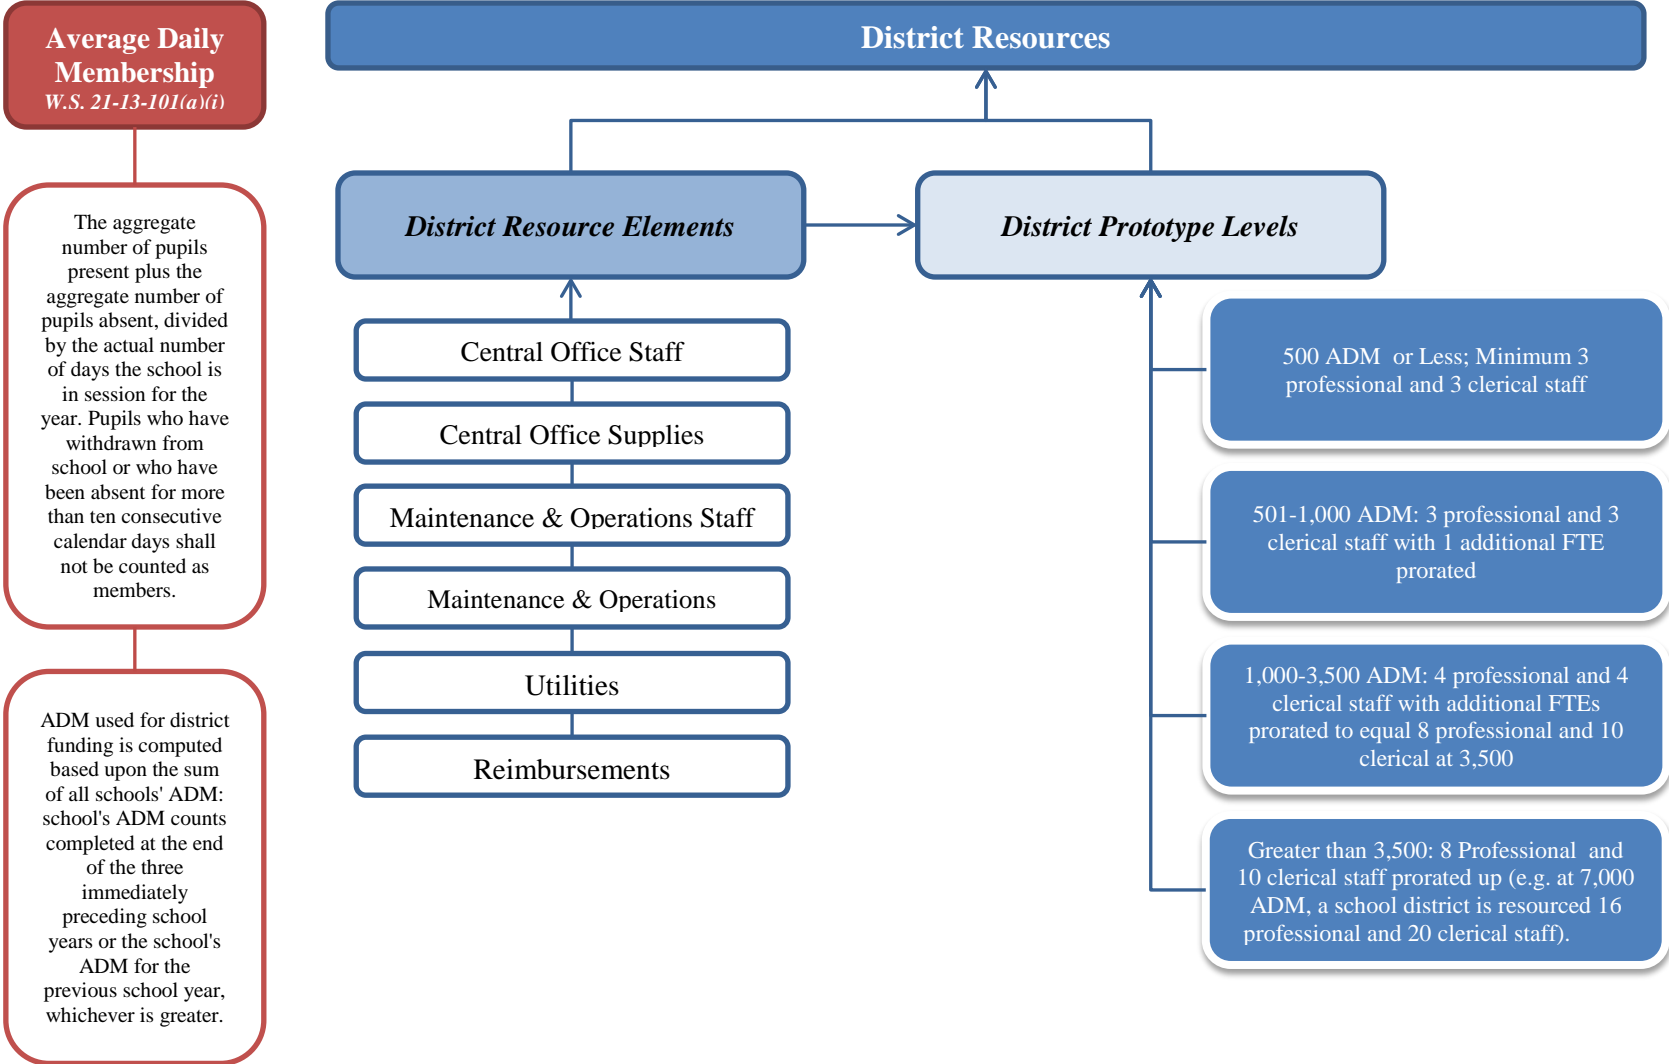 Average Daily
Membership
W.S. 21-13-101(a)(i)
The aggregate
number of pupils
present plus the
aggregate number of
pupils absent, divided
by the actual number
of days the school is
in session for the
year. Pupils who have
withdrawn from
school or who have
been absent for more
than ten consecutive
calendar days shall
not be counted as
members.
ADM used for district
funding is computed
based upon the sum
of all schools' ADM:
school's ADM counts
completed at the end
of the three
immediately
preceding school
years or the school's
ADM for the
previous school year,
whichever is greater.
District Resources
District Resource Elements
Central Office Staff
Central Office Supplies
Maintenance & Operations Staff
Maintenance & Operations
Utilities
Reimbursements
District Prototype Levels
500 ADM or Less; Minimum 3
professional and 3 clerical staff
501-1,000 ADM: 3 professional and 3
clerical staff with 1 additional FTE
prorated
1,000-3,500 ADM: 4 professional and 4
clerical staff with additional FTEs
prorated to equal 8 professional and 10
clerical at 3,500
Greater than 3,500: 8 Professional and
10 clerical staff prorated up (e.g. at 7,000
ADM, a school district is resourced 16
professional and 20 clerical staff).